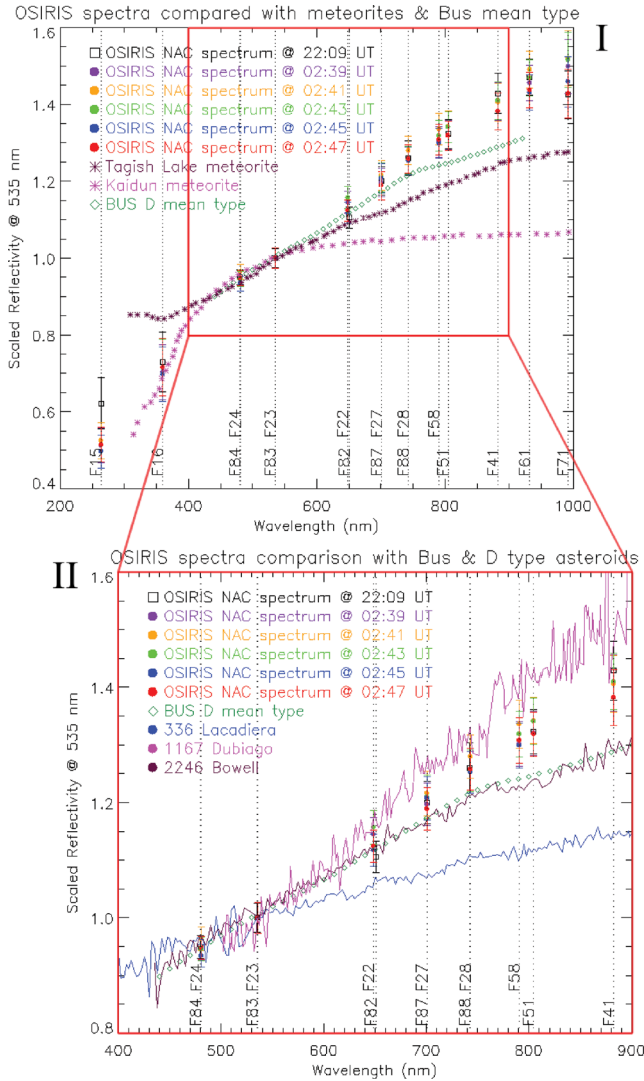 OSIRIS spectra compared with meteorites & Bus mean type
I
1.6
1.4
1.2
1.0
0.8
0.6
0.4
Scaled Reflectivity @ 535 nm
OSIRIS NAC spectrum @ 22:09 UT
OSIRIS NAC spectrum @ 02:39 UT
OSIRIS NAC spectrum @ 02:41 UT
OSIRIS NAC spectrum @ 02:43 UT
OSIRIS NAC spectrum @ 02:45 UT
OSIRIS NAC spectrum @ 02:47 UT
Tagish Lake meteorite
Kaidun meteorite
BUS D mean type
F15
F16
F84 F24
F83 F23
F82 F22
F87 F27
F88 F28
F58
F51
F41
F61
F71
200 400 600 800 1000
Wavelength (nm)
II
OSIRIS spectra comparison with Bus & D type asteroids
1.6
1.4
1.2
1.0
0.8
Scaled Reflectivity @ 535 nm
OSIRIS NAC spectrum @ 22:09 UT
OSIRIS NAC spectrum @ 02:39 UT
OSIRIS NAC spectrum @ 02:41 UT
OSIRIS NAC spectrum @ 02:43 UT
OSIRIS NAC spectrum @ 02:45 UT
OSIRIS NAC spectrum @ 02:47 UT
BUS D mean type
336 Lacadiera
1167 Dubiago
2246 Bowell
F84 F24
F83 F23
F82 F22
F87 F27
F88 F28
F58
F51
F41
400 500 600 700 800 900
Wavelength (nm)